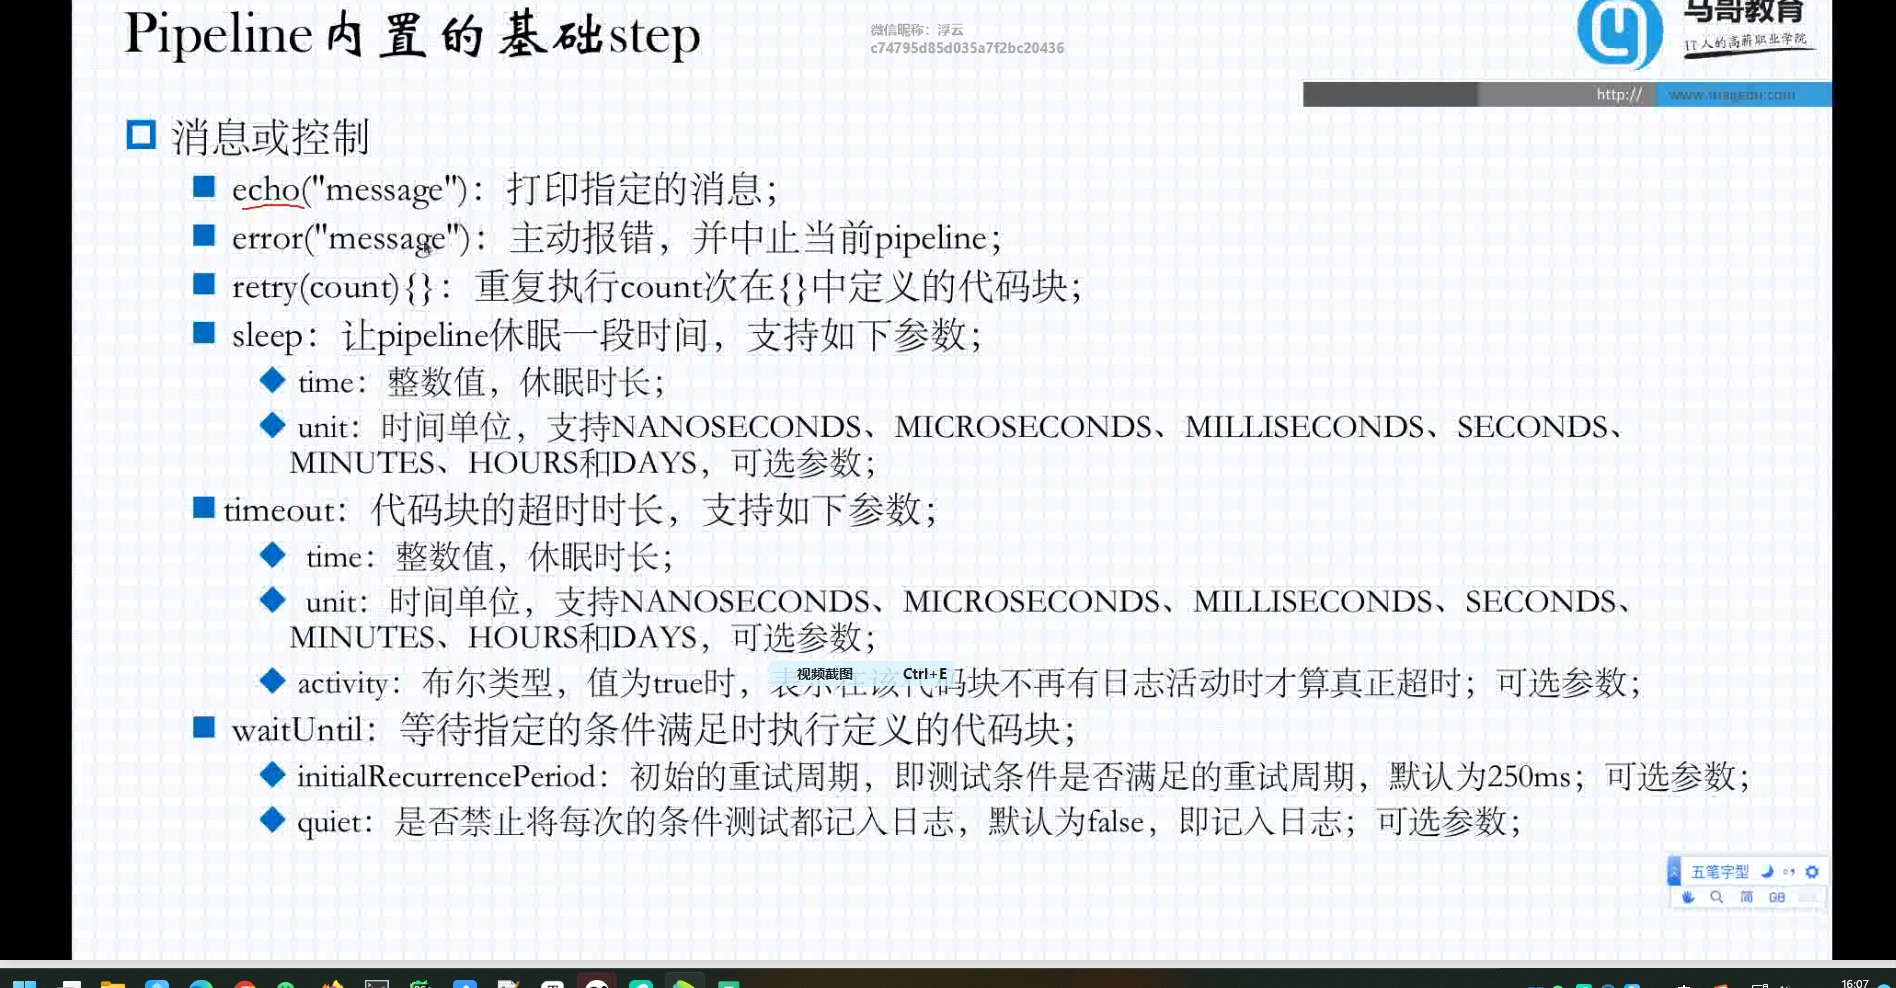 Pipeline内置的基础step
微信昵称：浮云
c74795d85d035a7f2bc20436
马哥教育
IT人的高薪职业学院
http://
www.magedu.com
消息或控制
echo("message")：打印指定的消息；
error("message")：主动报错，并中止当前pipeline；
retry(count){}：重复执行count次在{}中定义的代码块；
sleep：让pipeline休眠一段时间，支持如下参数；
time：整数值，休眠时长；
unit：时间单位，支持NANOSECONDS、MICROSECONDS、MILLISECONDS、SECONDS、
MINUTES、HOURS和DAYS，可选参数；
timeout：代码块的超时时长，支持如下参数；
time：整数值，休眠时长；
unit：时间单位，支持NANOSECONDS、MICROSECONDS、MILLISECONDS、SECONDS、
MINUTES、HOURS和DAYS，可选参数；
视频截图 Ctrl+E
activity：布尔类型，值为true时，表示在该代码块不再有日志活动时才算真正超时；可选参数；
waitUntil：等待指定的条件满足时执行定义的代码块；
initialRecurrencePeriod：初始的重试周期，即测试条件是否满足的重试周期，默认为250ms；可选参数；
quiet：是否禁止将每次的条件测试都记入日志，默认为false，即记入日志；可选参数；
五笔字型
简 GB
16:07